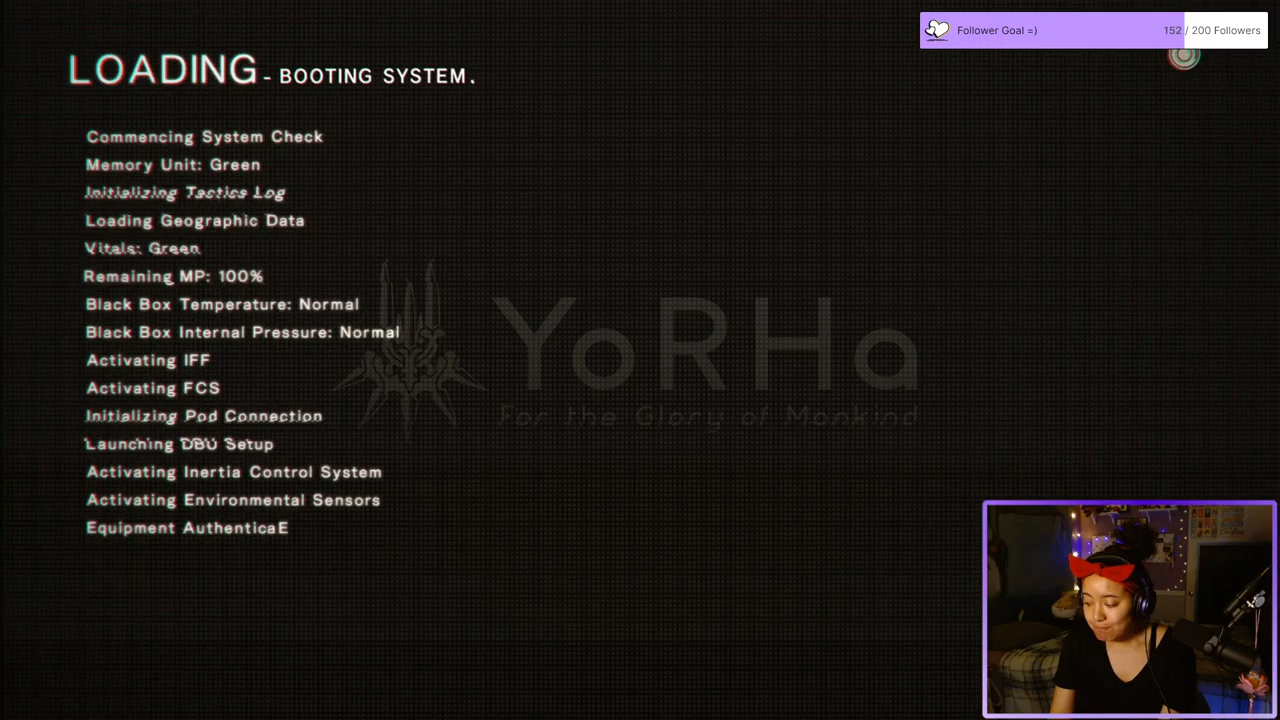 Follower Goal =)
152 / 200 Followers
LOADING - BOOTING SYSTEM.
Commencing System Check
Memory Unit: Green
Initializing Tactics Log
Loading Geographic Data
Vitals: Green
Remaining MP: 100%
Black Box Temperature: Normal
Black Box Internal Pressure: Normal
Activating IFF
Activating FCS
Initializing Pod Connection
Launching DBU Setup
Activating Inertia Control System
Activating Environmental Sensors
Equipment AuthenticaE
YoRHa
For the Glory of Mankind